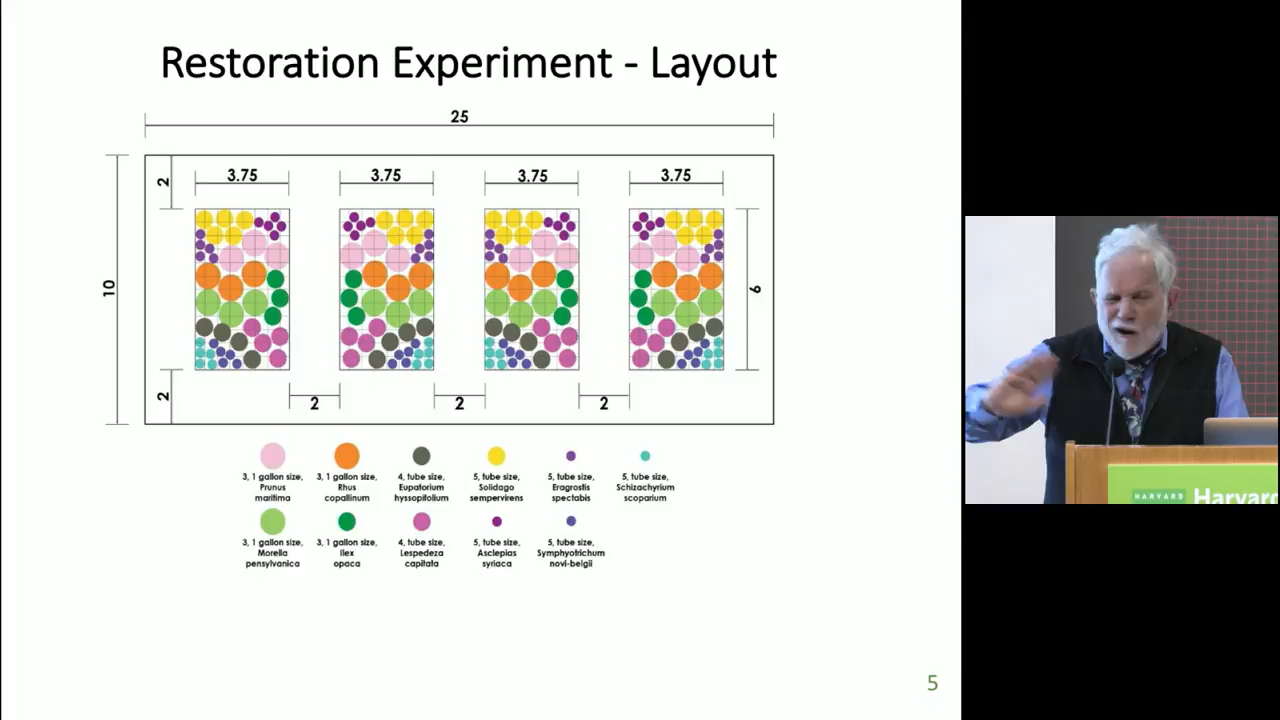 Restoration Experiment - Layout
25
2
3.75
3.75
3.75
3.75
10
6
2
2
2
2
3, 1 gallon size,
Prunus
maritima
3, 1 gallon size,
Rhus
copallinum
4, tube size,
Eupatorium
hyssopifolium
5, tube size,
Solidago
sempervirens
5, tube size,
Eragrostis
spectabis
5, tube size,
Schizachyrium
scoparium
3, 1 gallon size,
Morella
pensylvanica
3, 1 gallon size,
Ilex
opaca
4, tube size,
Lespedeza
capitata
5, tube size,
Asclepias
syriaca
5, tube size,
Symphyotrichum
novi-belgii
5
HARVARD
Harvard